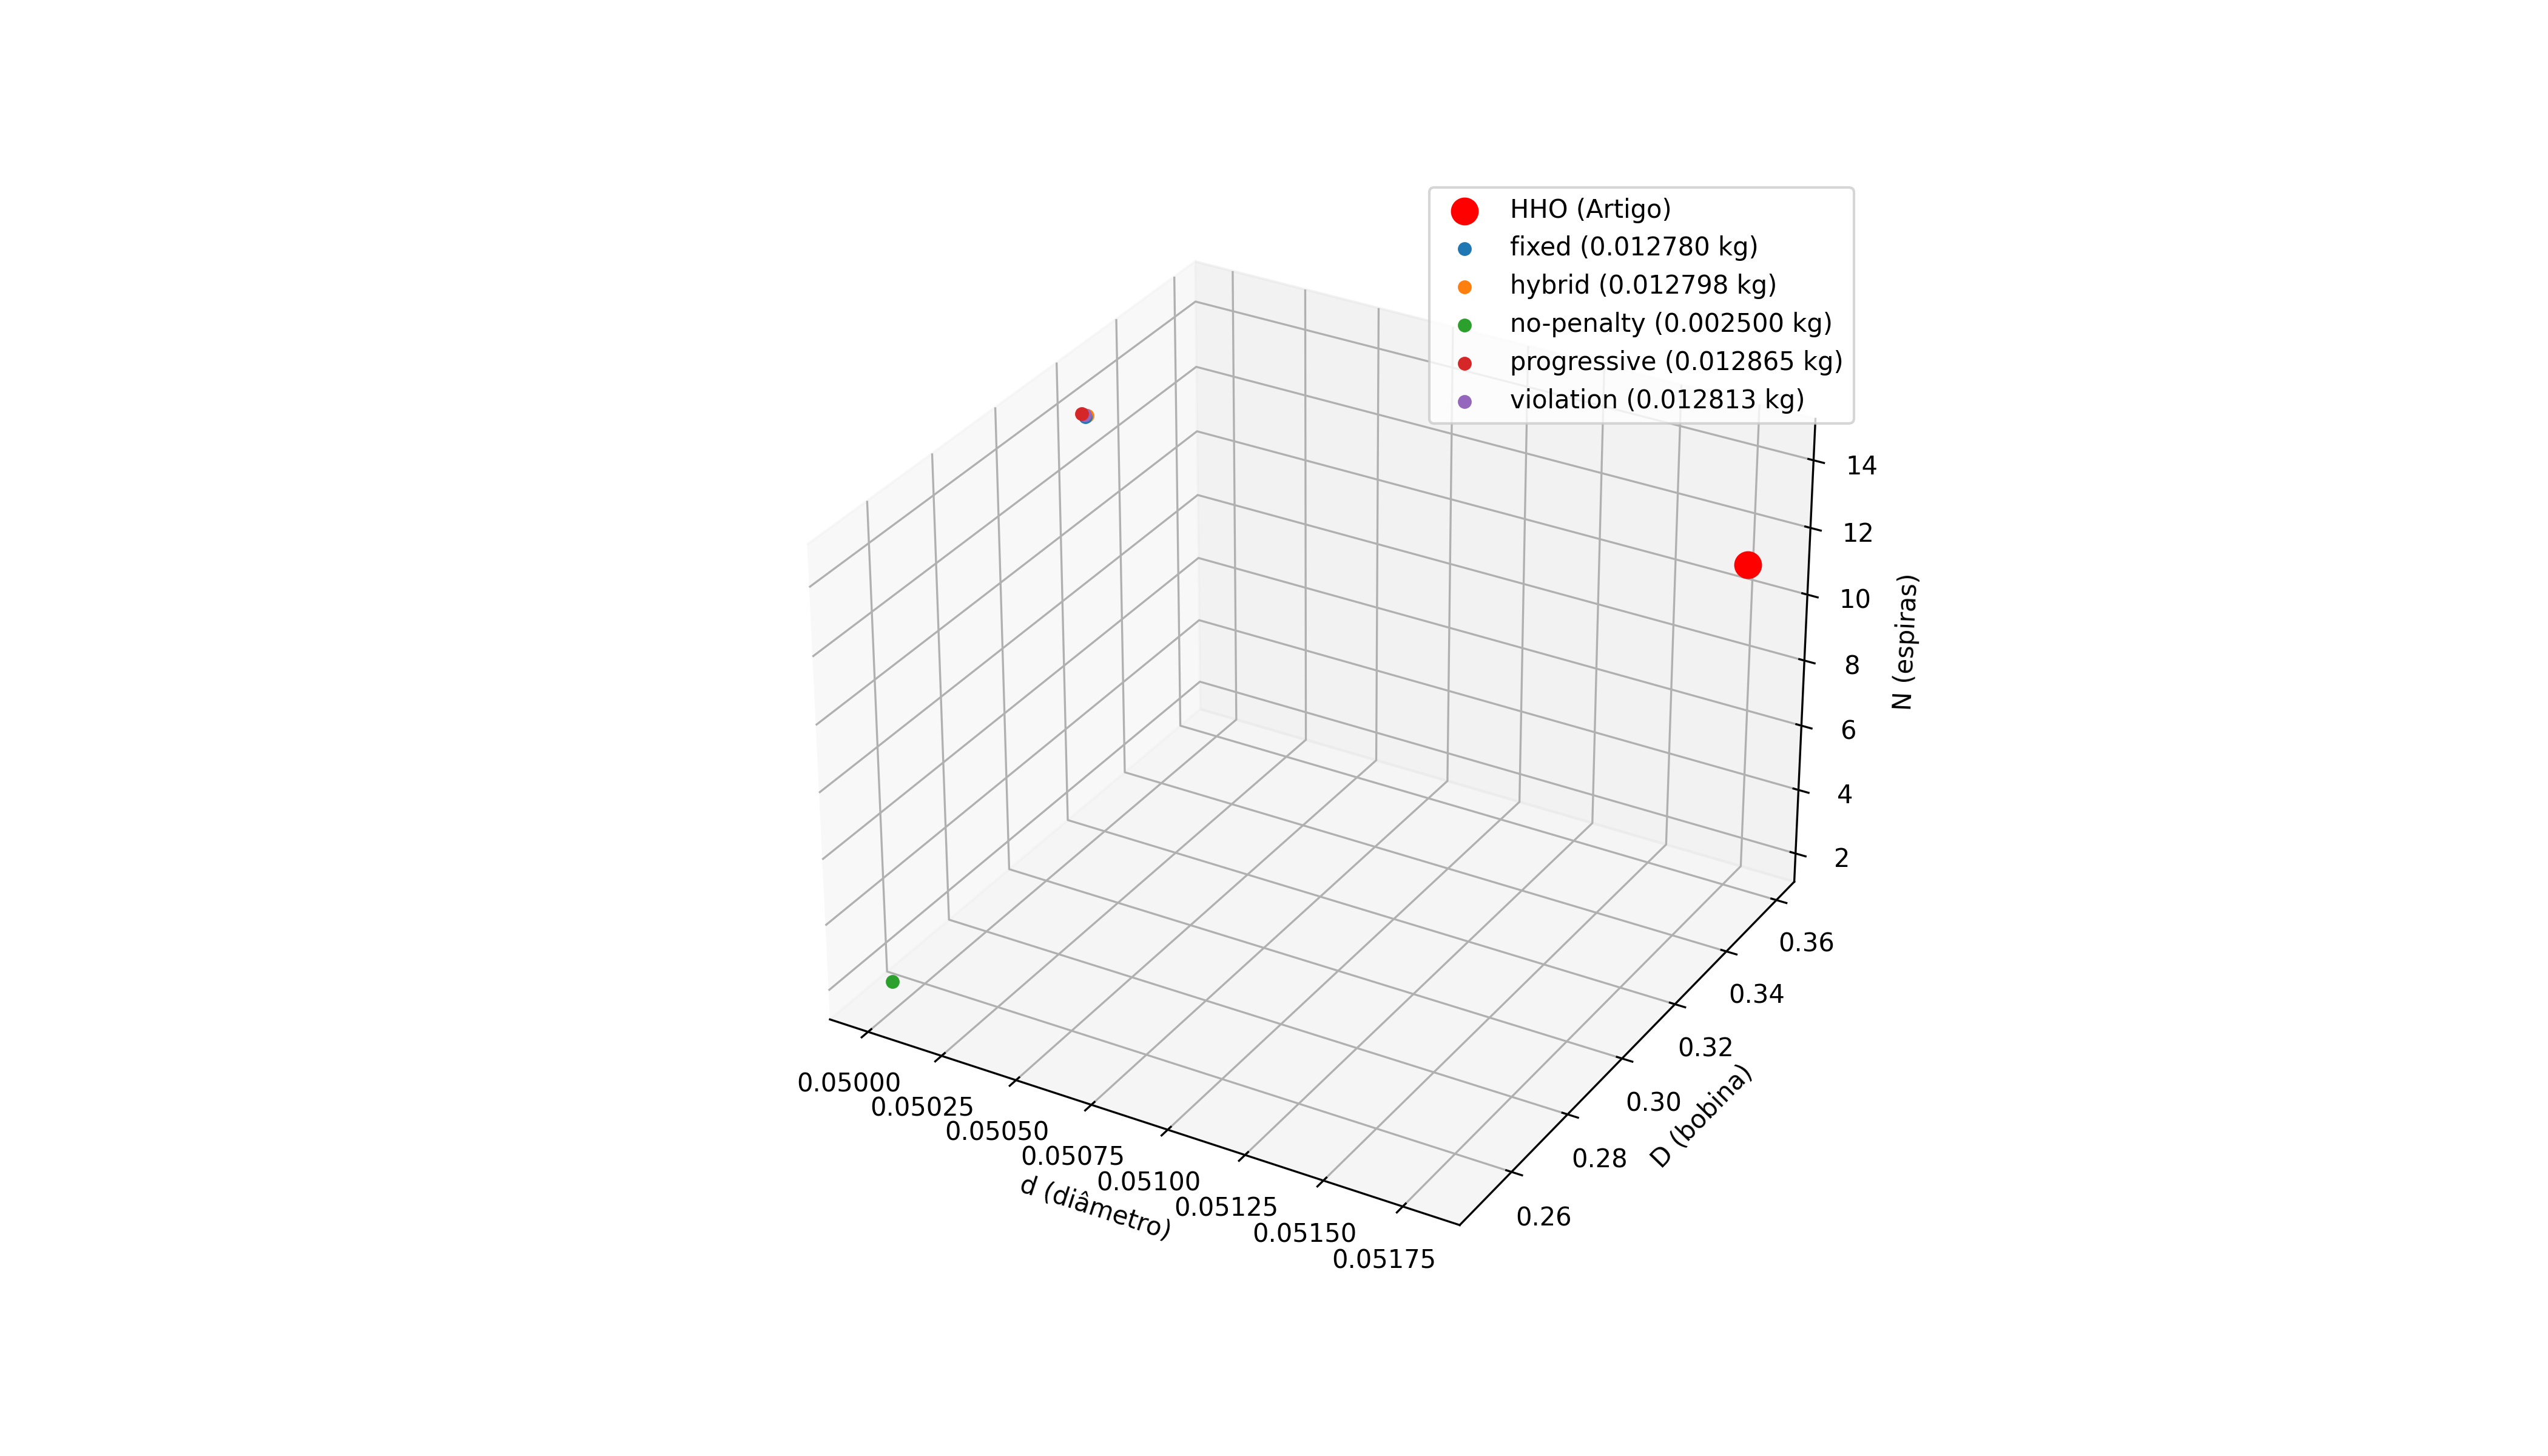 HHO (Artigo)
fixed (0.012780 kg)
hybrid (0.012798 kg)
no-penalty (0.002500 kg)
progressive (0.012865 kg)
violation (0.012813 kg)
14
12
10
8
6
4
2
N (espiras)
0.36
0.34
0.32
0.30
0.28
0.26
D (bobina)
0.05000
0.05025
0.05050
0.05075
0.05100
0.05125
0.05150
0.05175
d (diâmetro)